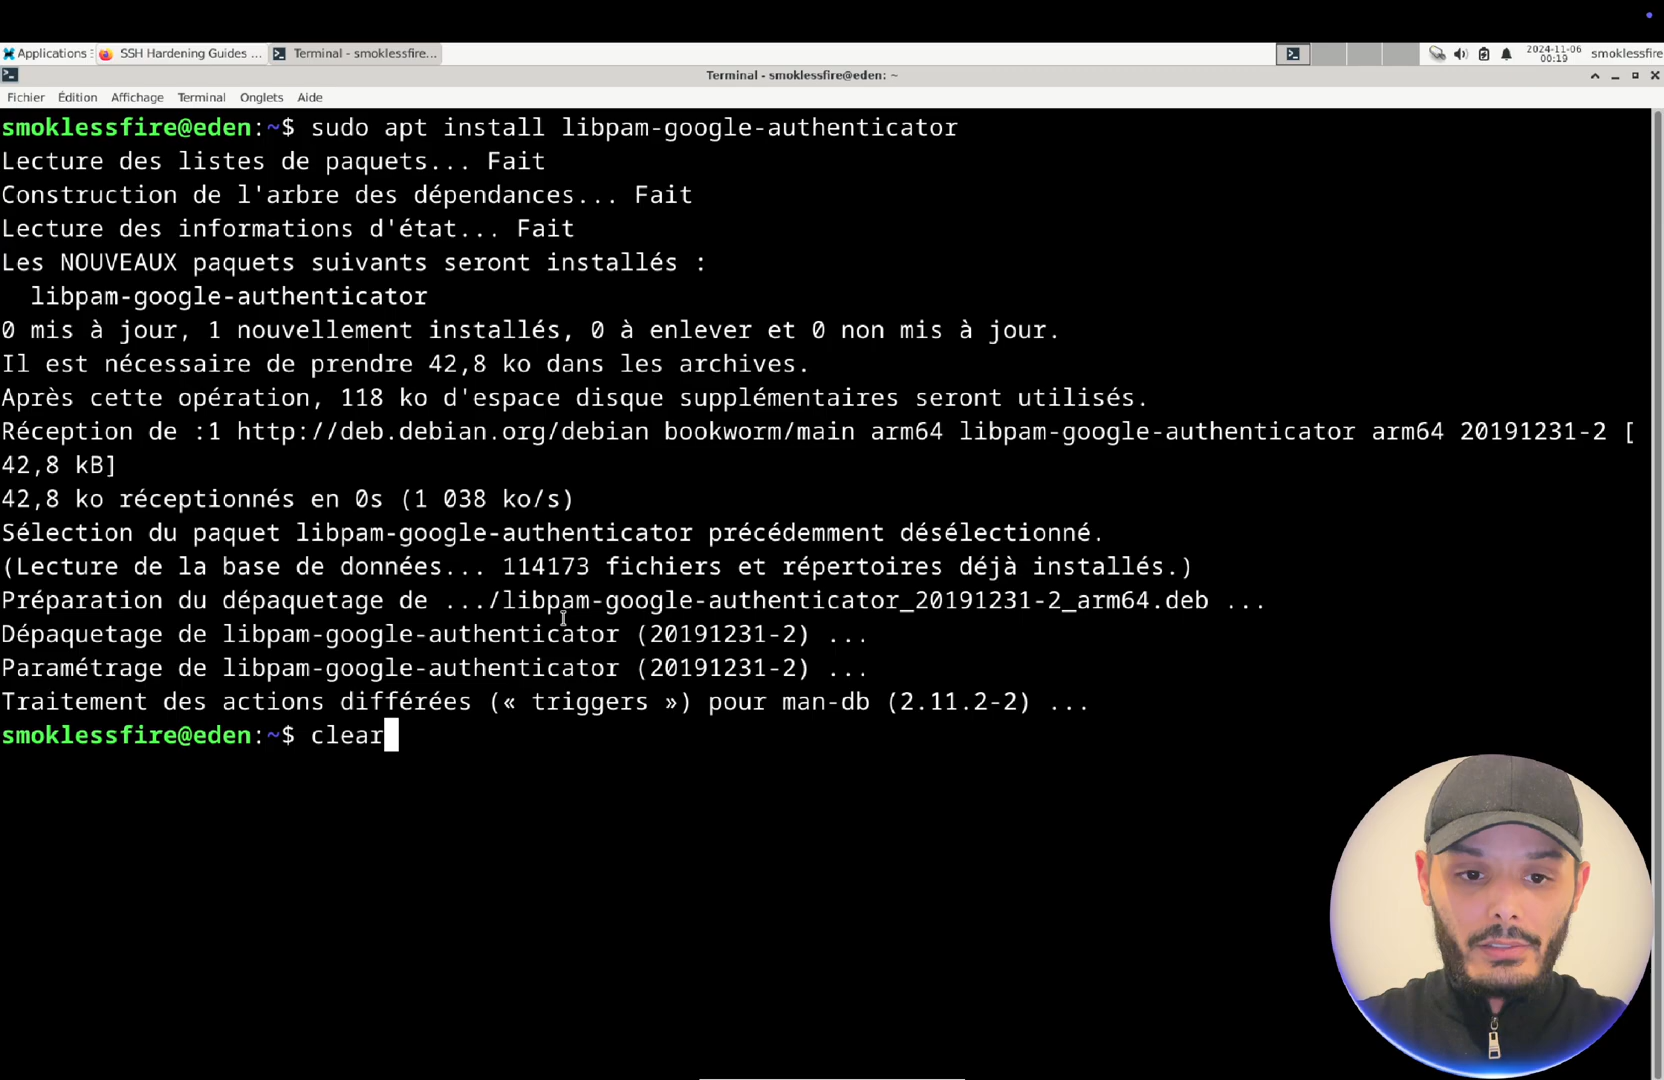 Applications
SSH Hardening Guides ...
Terminal - smoklessfire...
2024-11-06
00:19
smoklessfire
Terminal - smoklessfire@eden: ~
Fichier Édition Affichage Terminal Onglets Aide
smoklessfire@eden:~$ sudo apt install libpam-google-authenticator
Lecture des listes de paquets... Fait
Construction de l'arbre des dépendances... Fait
Lecture des informations d'état... Fait
Les NOUVEAUX paquets suivants seront installés :
  libpam-google-authenticator
0 mis à jour, 1 nouvellement installés, 0 à enlever et 0 non mis à jour.
Il est nécessaire de prendre 42,8 ko dans les archives.
Après cette opération, 118 ko d'espace disque supplémentaires seront utilisés.
Réception de :1 http://deb.debian.org/debian bookworm/main arm64 libpam-google-authenticator arm64 20191231-2 [
42,8 kB]
42,8 ko réceptionnés en 0s (1 038 ko/s)
Sélection du paquet libpam-google-authenticator précédemment désélectionné.
(Lecture de la base de données... 114173 fichiers et répertoires déjà installés.)
Préparation du dépaquetage de .../libpam-google-authenticator_20191231-2_arm64.deb ...
Dépaquetage de libpam-google-authenticator (20191231-2) ...
Paramétrage de libpam-google-authenticator (20191231-2) ...
Traitement des actions différées (« triggers ») pour man-db (2.11.2-2) ...
smoklessfire@eden:~$ clear